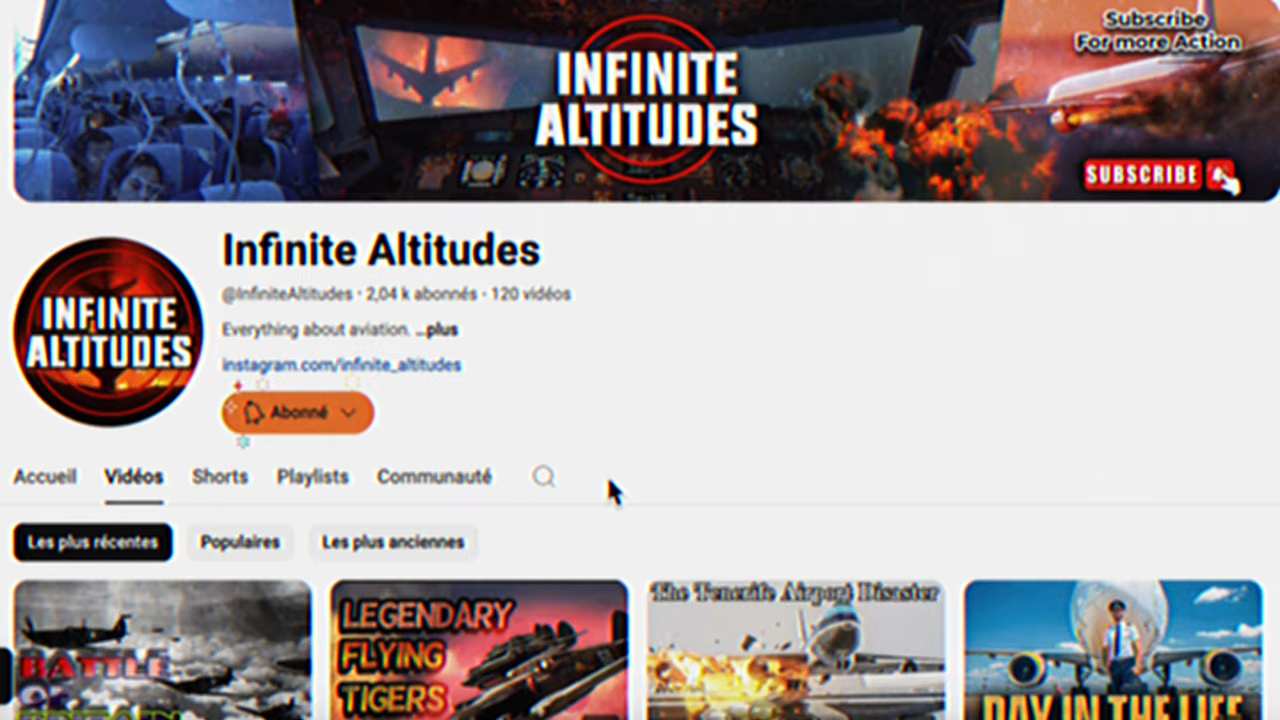 Subscribe
For more Action
INFINITE
ALTITUDES
SUBSCRIBE
INFINITE
ALTITUDES
Infinite Altitudes
@InfiniteAltitudes · 2,04 k abonnés · 120 vidéos
Everything about aviation. ...plus
instagram.com/infinite_altitudes
Abonné
Accueil Vidéos Shorts Playlists Communauté
Les plus récentes Populaires Les plus anciennes
BATTLE
OF
BRITAIN
LEGENDARY
FLYING
TIGERS
The Tenerife Airport Disaster
DAY IN THE LIFE